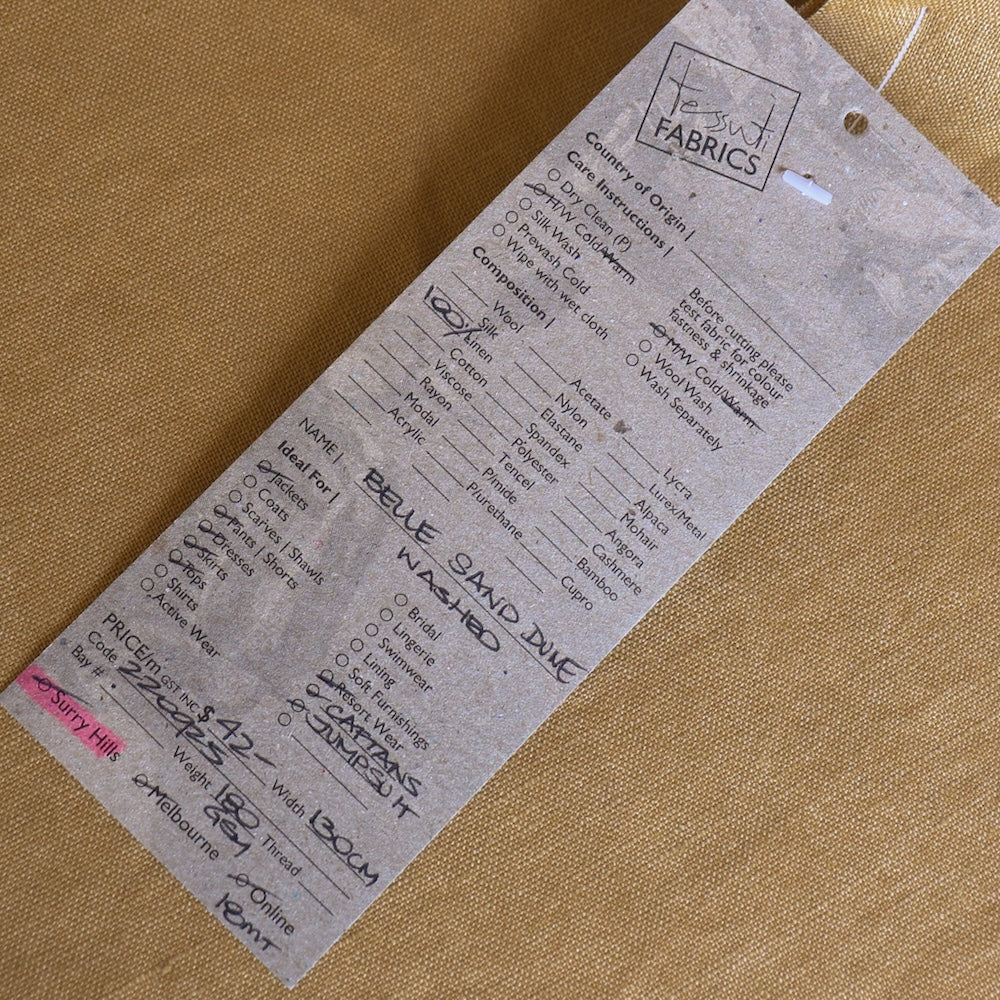 tessuti
FABRICS
Country of Origin |
Care Instructions |
Dry Clean (P)
H/W Cold/Warm
Silk Wash
Prewash Cold
Wipe with wet cloth
Before cutting please
test fabric for colour
fastness & shrinkage
M/W Cold/Warm
Wool Wash
Wash Separately
Composition |
Wool
Silk
100% Linen
Cotton
Viscose
Rayon
Modal
Acrylic
Acetate
Nylon
Elastane
Spandex
Polyester
Tencel
P/mide
P/urethane
Lycra
Lurex/Metal
Alpaca
Mohair
Angora
Cashmere
Bamboo
Cupro
NAME | BELLE SAND DUNE
WASHED
Ideal For |
Jackets
Coats
Scarves | Shawls
Pants | Shorts
Dresses
Skirts
Tops
Shirts
Active Wear
Bridal
Lingerie
Swimwear
Lining
Soft Furnishings
Resort Wear
CAFTANS
JUMPSUIT
PRICE/m GST INC $42-
Code 220925
Width 130CM
Bay #
Weight 180
GSM
Thread
Surry Hills
Melbourne
Online
18MT